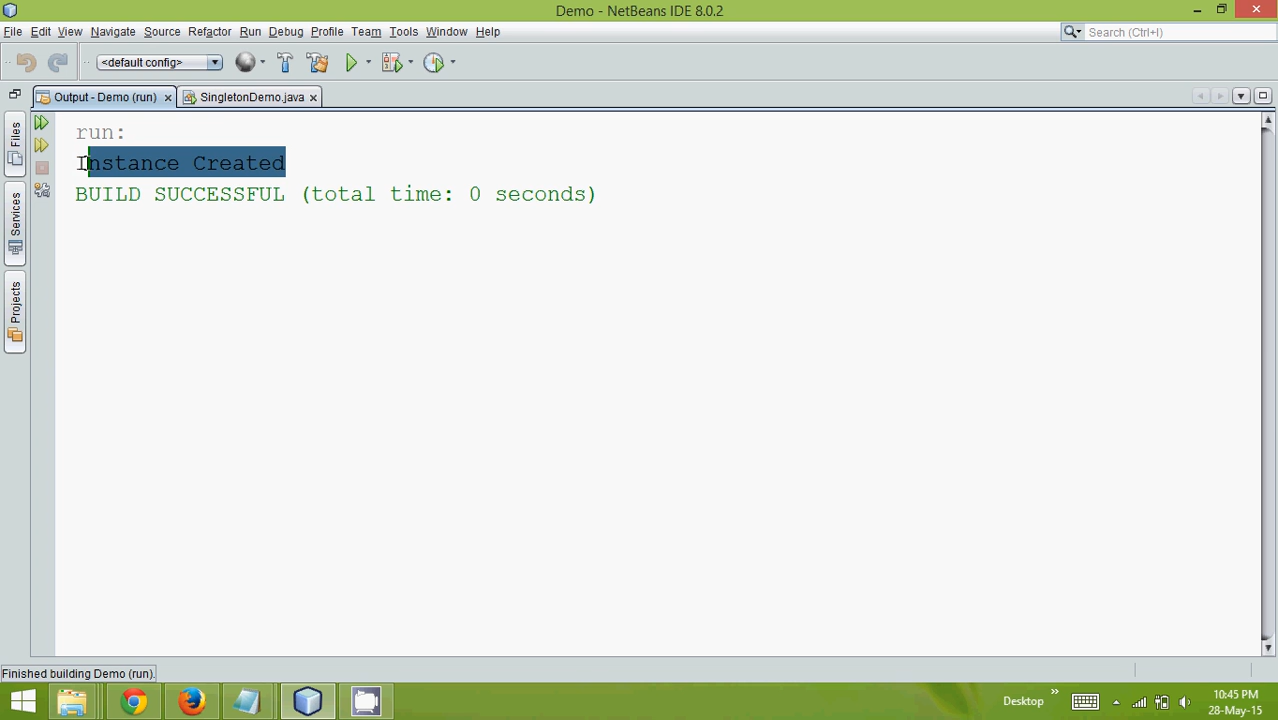 Demo - NetBeans IDE 8.0.2
File Edit View Navigate Source Refactor Run Debug Profile Team Tools Window Help
Search (Ctrl+I)
<default config>
Output - Demo (run)
SingletonDemo.java
Files
Services
Projects
run:
Instance Created
BUILD SUCCESSFUL (total time: 0 seconds)
Finished building Demo (run).
Desktop
10:45 PM
28-May-15